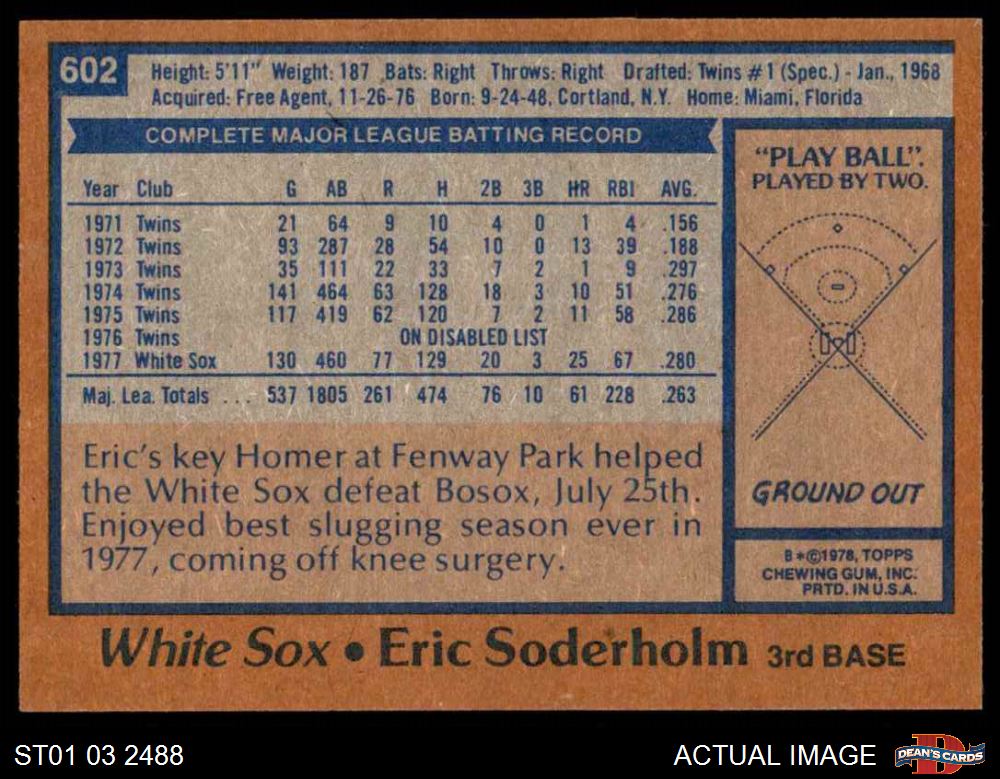 602
Height: 5'11" Weight: 187 Bats: Right Throws: Right Drafted: Twins #1 (Spec.) - Jan., 1968
Acquired: Free Agent, 11-26-76 Born: 9-24-48, Cortland, N.Y. Home: Miami, Florida
COMPLETE MAJOR LEAGUE BATTING RECORD
Year Club G AB R H 2B 3B HR RBI AVG.
1971 Twins 21 64 9 10 4 0 1 4 .156
1972 Twins 93 287 28 54 10 0 13 39 .188
1973 Twins 35 111 22 33 7 2 1 9 .297
1974 Twins 141 464 63 128 18 3 10 51 .276
1975 Twins 117 419 62 120 7 2 11 58 .286
1976 Twins ON DISABLED LIST
1977 White Sox 130 460 77 129 20 3 25 67 .280
Maj. Lea. Totals ... 537 1805 261 474 76 10 61 228 .263
Eric's key Homer at Fenway Park helped
the White Sox defeat Bosox, July 25th.
Enjoyed best slugging season ever in
1977, coming off knee surgery.
"PLAY BALL".
PLAYED BY TWO.
GROUND OUT
B*©1978, TOPPS
CHEWING GUM, INC.
PRTD. IN U.S.A.
White Sox • Eric Soderholm 3rd BASE
ST01 03 2488
ACTUAL IMAGE
D
DEAN'S CARDS